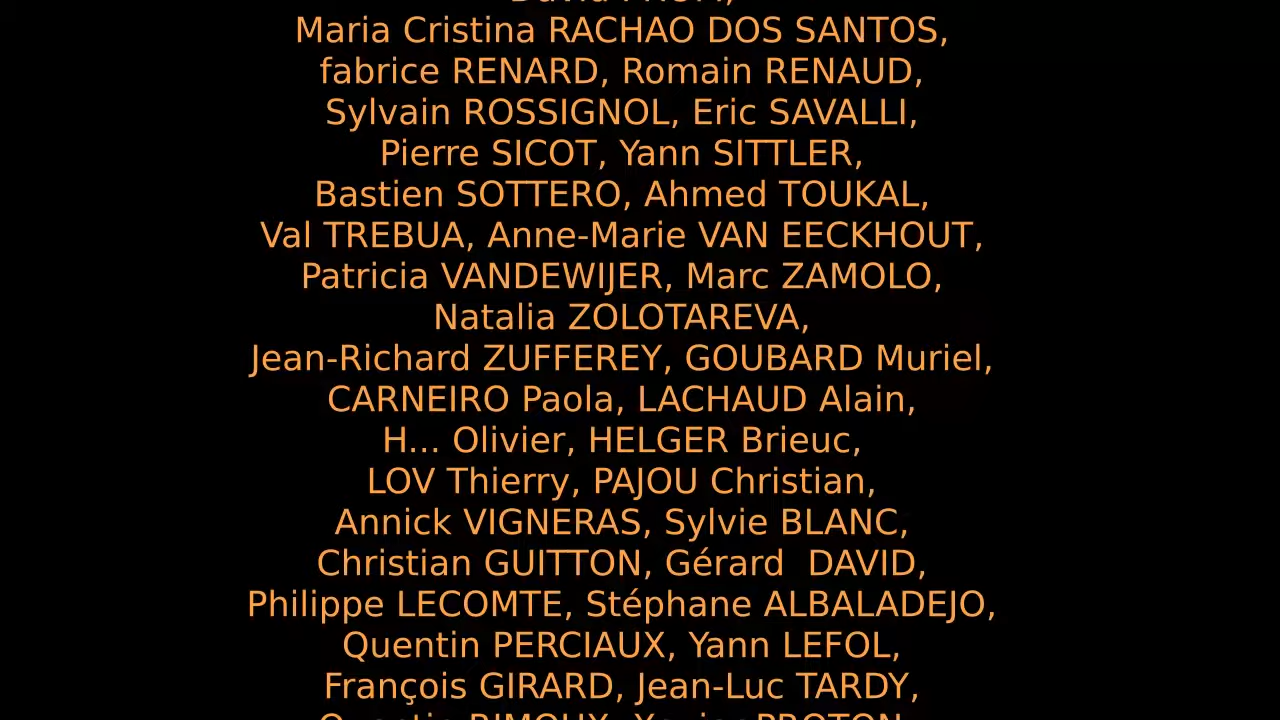 Maria Cristina RACHAO DOS SANTOS,
fabrice RENARD, Romain RENAUD,
Sylvain ROSSIGNOL, Eric SAVALLI,
Pierre SICOT, Yann SITTLER,
Bastien SOTTERO, Ahmed TOUKAL,
Val TREBUA, Anne-Marie VAN EECKHOUT,
Patricia VANDEWIJER, Marc ZAMOLO,
Natalia ZOLOTAREVA,
Jean-Richard ZUFFEREY, GOUBARD Muriel,
CARNEIRO Paola, LACHAUD Alain,
H... Olivier, HELGER Brieuc,
LOV Thierry, PAJOU Christian,
Annick VIGNERAS, Sylvie BLANC,
Christian GUITTON, Gérard  DAVID,
Philippe LECOMTE, Stéphane ALBALADEJO,
Quentin PERCIAUX, Yann LEFOL,
François GIRARD, Jean-Luc TARDY,